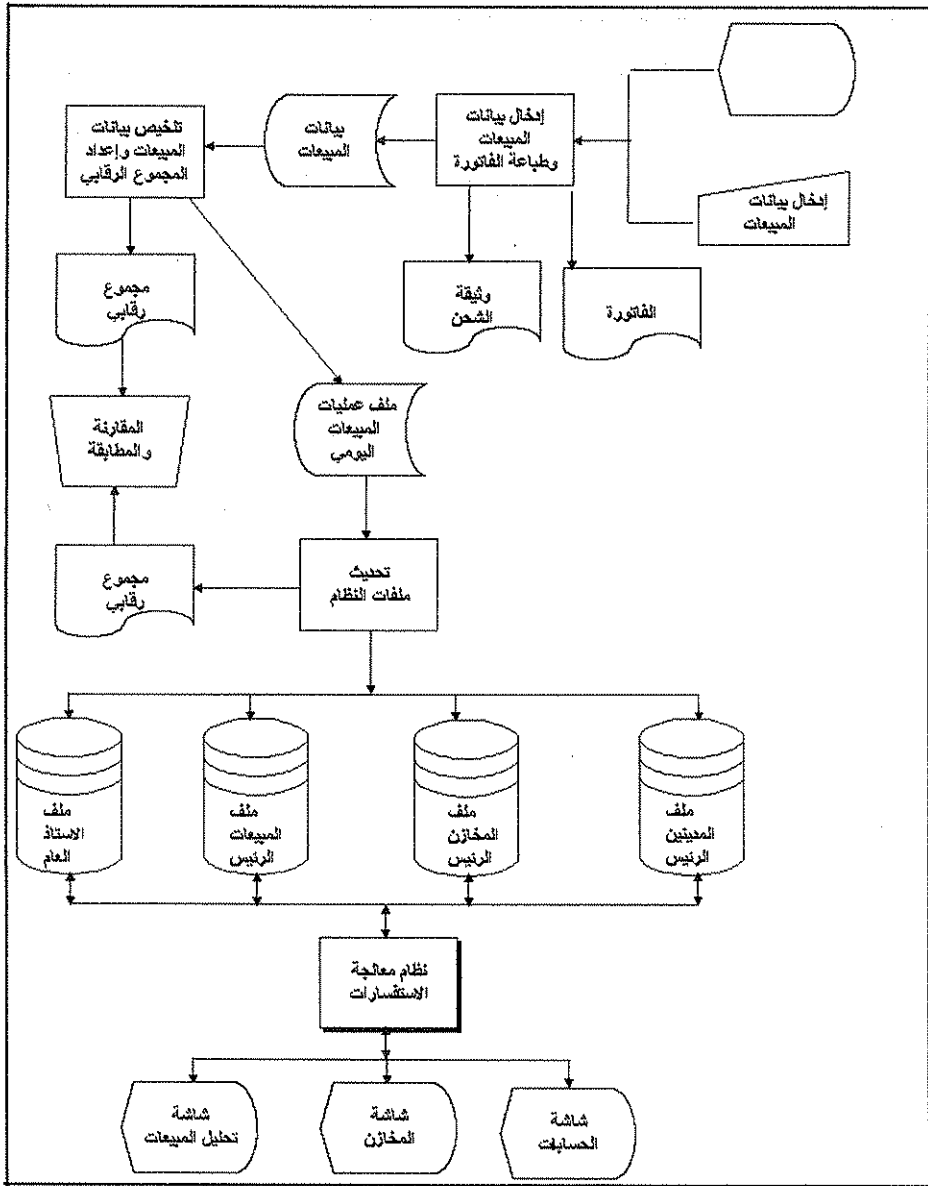 إدخال بيانات
المبيعات
وطباعة الفاتورة
بيانات
المبيعات
تلخيص بيانات
المبيعات وإعداد
المجموع الرقابي
إدخال بيانات
المبيعات
الفاتورة
وثيقة
الشحن
مجموع
رقابي
ملف عمليات
المبيعات
اليومي
المقارنة
والمطابقة
تحديث
ملفات النظام
مجموع
رقابي
ملف
المدينين
الرئيس
ملف
المخازن
الرئيس
ملف
المبيعات
الرئيس
ملف
الاستاذ
العام
نظام معالجة
الاستفسارات
شاشة
الحسابات
شاشة
المخازن
شاشة
تحليل المبيعات